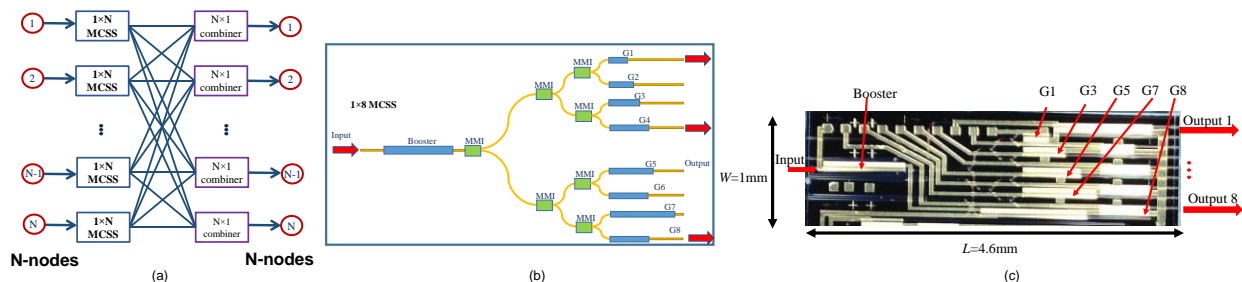 1
1×N
MCSS
N×1
combiner
1
2
1×N
MCSS
N×1
combiner
2
N-1
1×N
MCSS
N×1
combiner
N-1
N
1×N
MCSS
N×1
combiner
N
N-nodes
N-nodes
(a)
1×8 MCSS
Input
Booster
MMI
MMI
MMI
G1
G2
MMI
G3
G4
MMI
MMI
G5
Output
G6
MMI
G7
G8
(b)
Booster
G1
G3
G5
G7
G8
Output 1
Input
W=1mm
Output 8
L=4.6mm
(c)